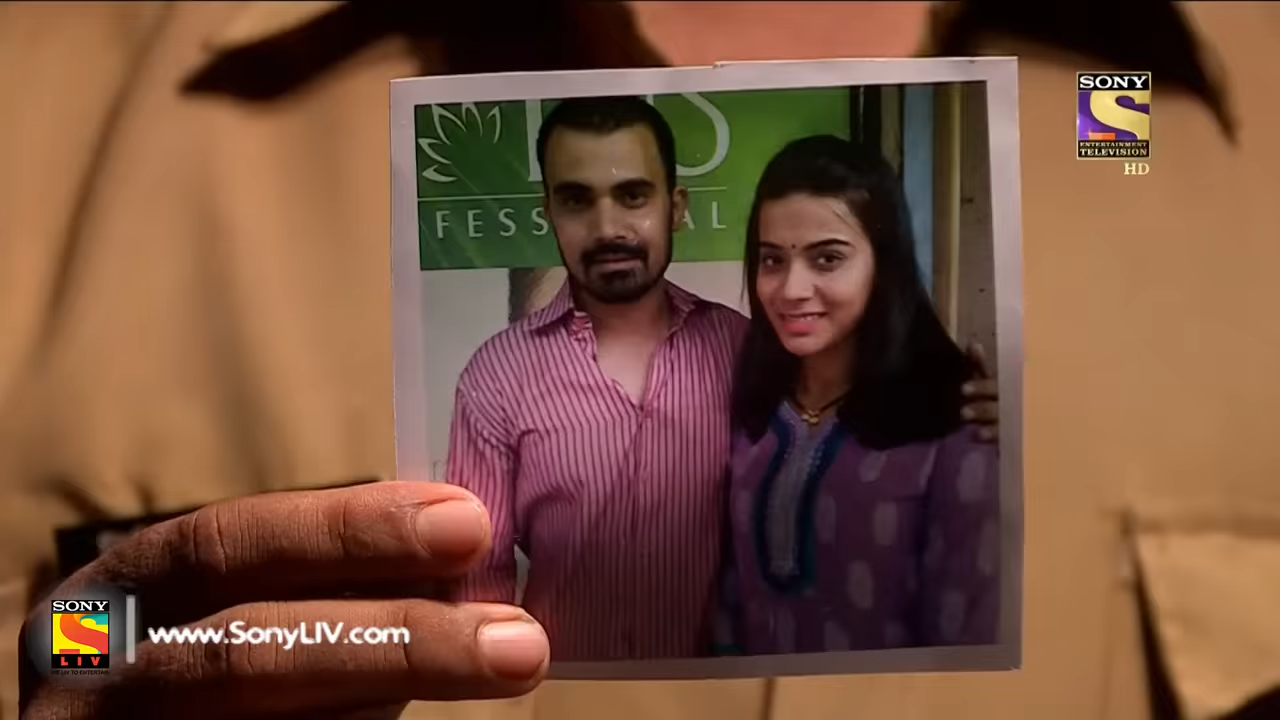 SONY
ENTERTAINMENT
TELEVISION
HD
FESS
AL
SONY
LIV
www.SonyLIV.com